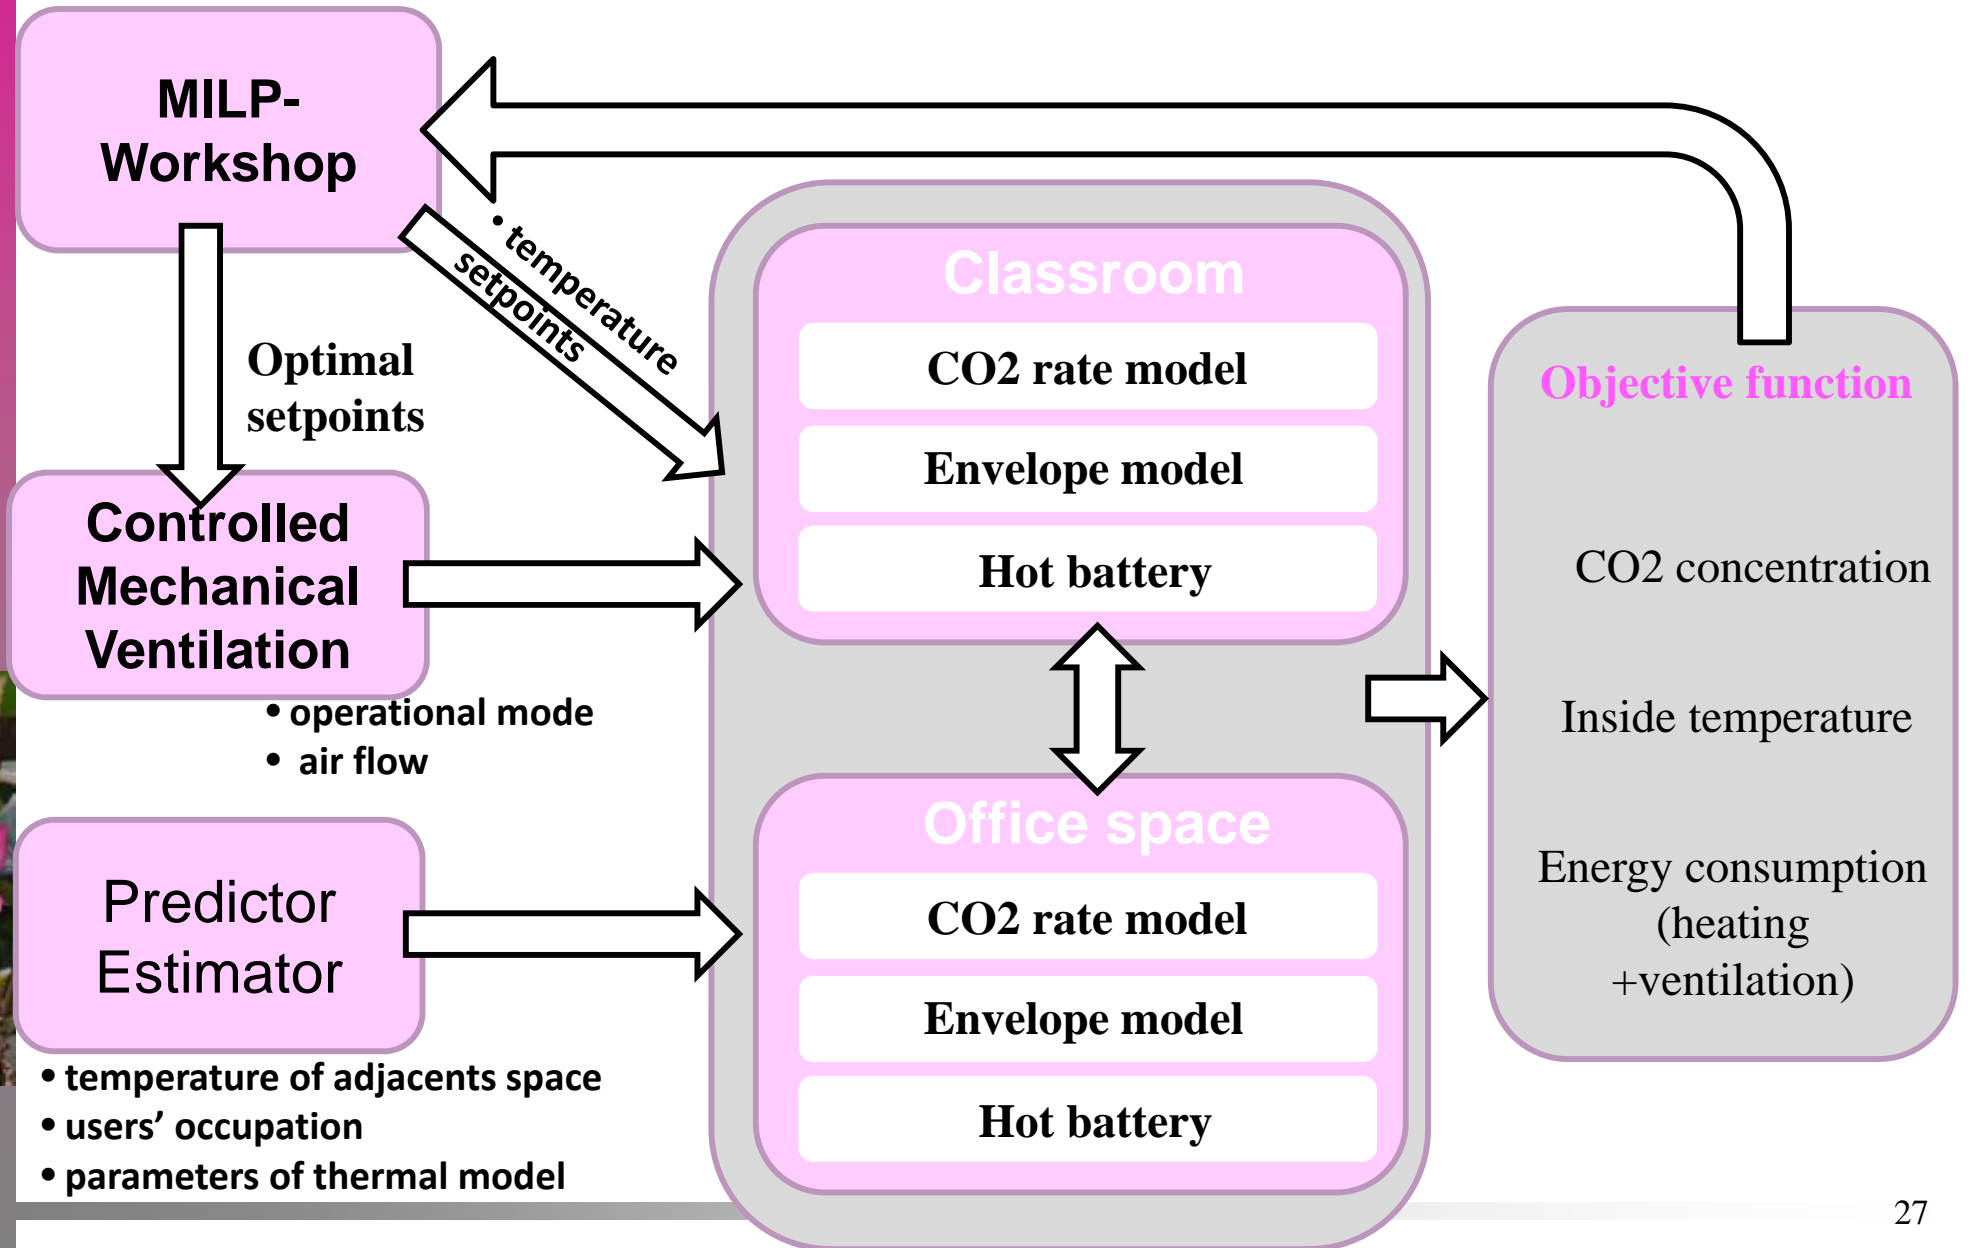 MILP-
Workshop
• temperature
setpoints
Optimal
setpoints
Controlled
Mechanical
Ventilation
• operational mode
• air flow
Predictor
Estimator
• temperature of adjacents space
• users’ occupation
• parameters of thermal model
Classroom
CO2 rate model
Envelope model
Hot battery
Office space
CO2 rate model
Envelope model
Hot battery
Objective function
CO2 concentration
Inside temperature
Energy consumption
(heating
+ventilation)
27